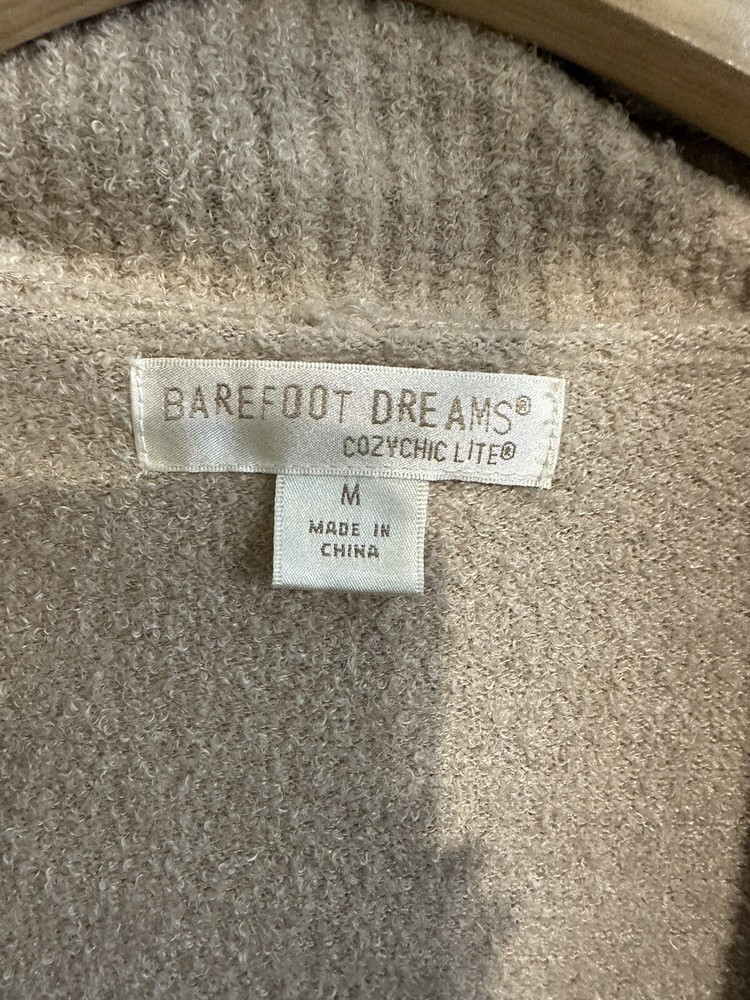 BAREFOOT DREAMS®
COZYCHIC LITE®
M
MADE IN
CHINA